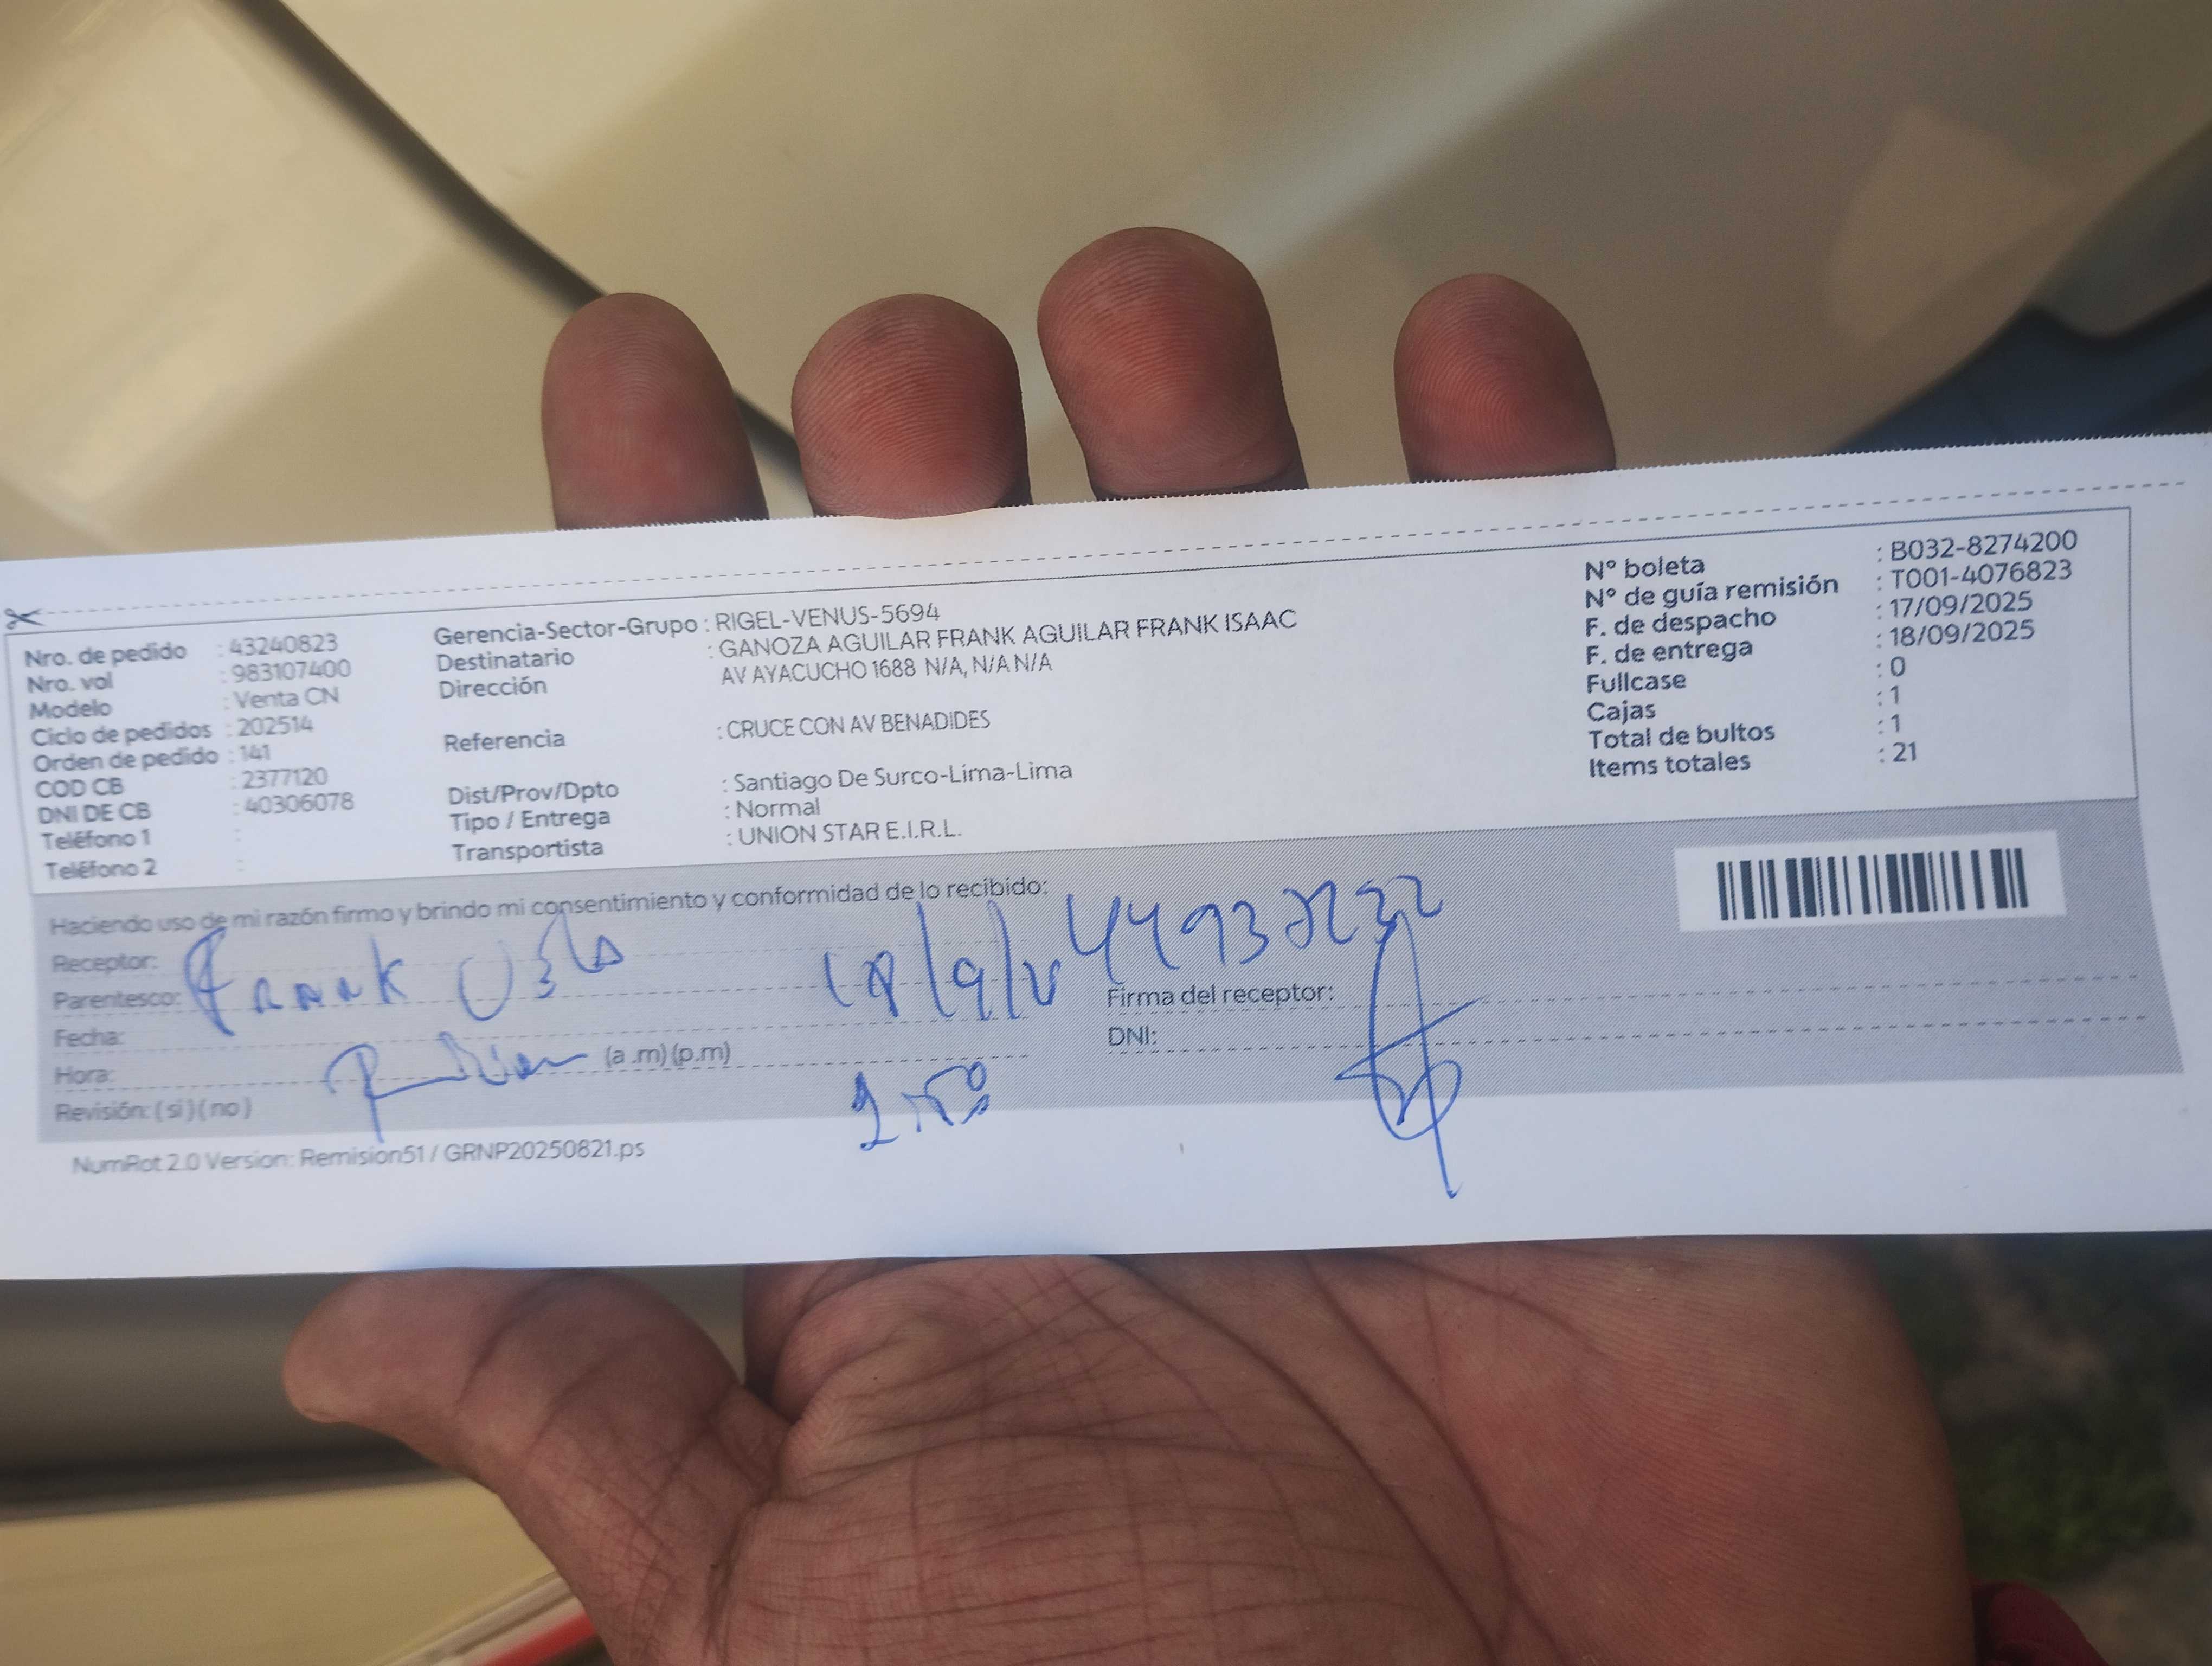 Nro. de pedido : 43240823
Nro. vol : 983107400
Modelo : Venta CN
Ciclo de pedidos : 202514
Orden de pedido : 141
COD CB : 2377120
DNI DE CB : 40306078
Teléfono 1 :
Teléfono 2 :
Gerencia-Sector-Grupo : RIGEL-VENUS-5694
Destinatario : GANOZA AGUILAR FRANK AGUILAR FRANK ISAAC
Dirección AV AYACUCHO 1688 N/A, N/A N/A
Referencia : CRUCE CON AV BENADIDES
Dist/Prov/Dpto : Santiago De Surco-Lima-Lima
Tipo / Entrega : Normal
Transportista : UNION STAR E.I.R.L.
N° boleta : B032-8274200
N° de guía remisión : T001-4076823
F. de despacho : 17/09/2025
F. de entrega : 18/09/2025
Fullcase : 0
Cajas : 1
Total de bultos : 1
Items totales : 21
Haciendo uso de mi razón firmo y brindo mi consentimiento y conformidad de lo recibido:
Receptor:
Parentesco: Frank
Fecha:
Hora: (a .m) (p.m)
Revisión: ( si ) ( no )
Firma del receptor:
DNI:
NumRot 2.0 Version: Remision51 / GRNP20250821.ps